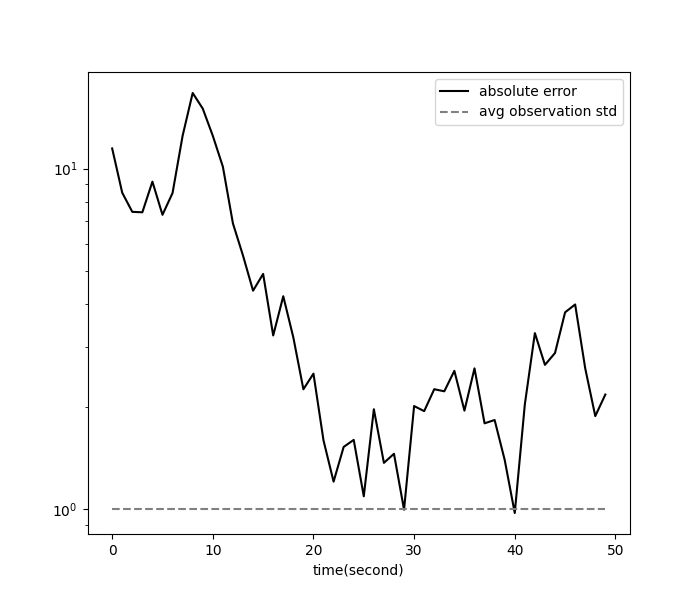 absolute error
avg observation std
10¹
10⁰
0 10 20 30 40 50
time(second)